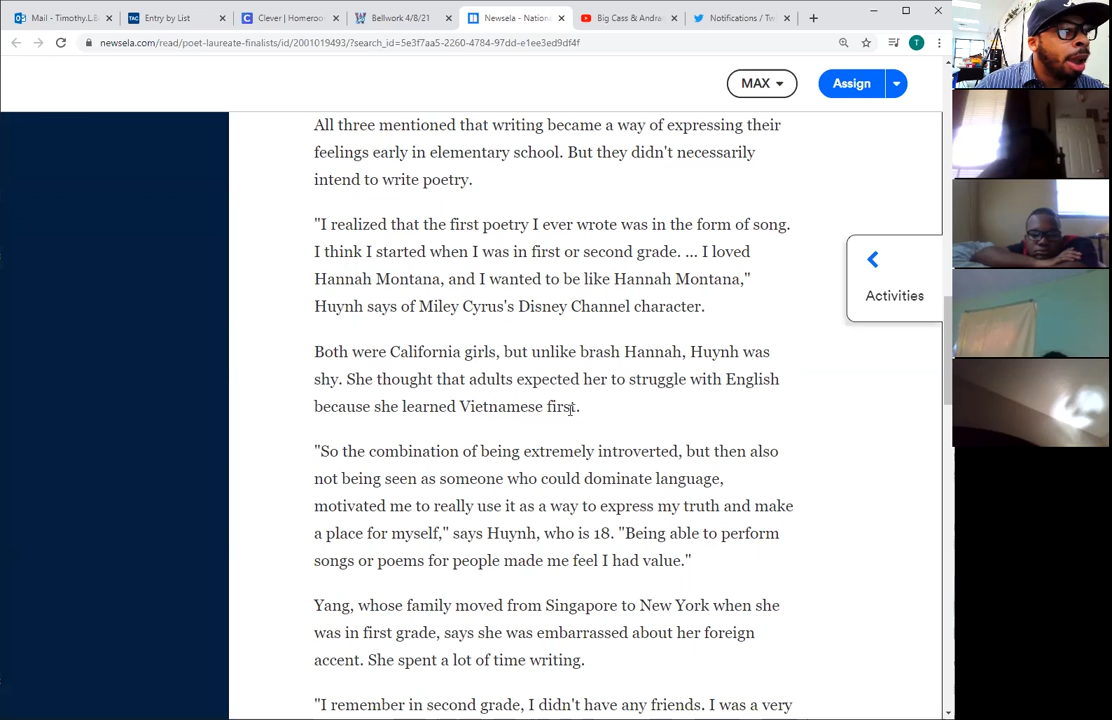 Mail - Timothy.L
Entry by List
Clever | Homeroo
Bellwork 4/8/21
Newsela - Nation
Big Cass & Andra
Notifications / Tw
newsela.com/read/poet-laureate-finalists/id/2001019493/?search_id=5e3f7aa5-2260-4784-97dd-e1ee3ed9df4f
T
MAX
Assign
All three mentioned that writing became a way of expressing their
feelings early in elementary school. But they didn't necessarily
intend to write poetry.
"I realized that the first poetry I ever wrote was in the form of song.
I think I started when I was in first or second grade. ... I loved
Hannah Montana, and I wanted to be like Hannah Montana,"
Huynh says of Miley Cyrus's Disney Channel character.
Activities
Both were California girls, but unlike brash Hannah, Huynh was
shy. She thought that adults expected her to struggle with English
because she learned Vietnamese first.
"So the combination of being extremely introverted, but then also
not being seen as someone who could dominate language,
motivated me to really use it as a way to express my truth and make
a place for myself," says Huynh, who is 18. "Being able to perform
songs or poems for people made me feel I had value."
Yang, whose family moved from Singapore to New York when she
was in first grade, says she was embarrassed about her foreign
accent. She spent a lot of time writing.
"I remember in second grade, I didn't have any friends. I was a very